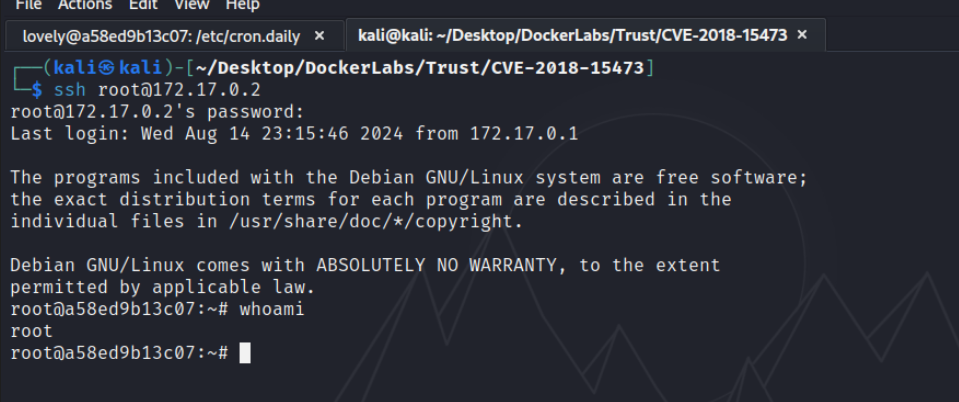 File Actions Edit View Help
lovely@a58ed9b13c07: /etc/cron.daily × kali@kali: ~/Desktop/DockerLabs/Trust/CVE-2018-15473 ×
┌──(kali㉿kali)-[~/Desktop/DockerLabs/Trust/CVE-2018-15473]
└─$ ssh root@172.17.0.2
root@172.17.0.2's password:
Last login: Wed Aug 14 23:15:46 2024 from 172.17.0.1
The programs included with the Debian GNU/Linux system are free software;
the exact distribution terms for each program are described in the
individual files in /usr/share/doc/*/copyright.
Debian GNU/Linux comes with ABSOLUTELY NO WARRANTY, to the extent
permitted by applicable law.
root@a58ed9b13c07:~# whoami
root
root@a58ed9b13c07:~#